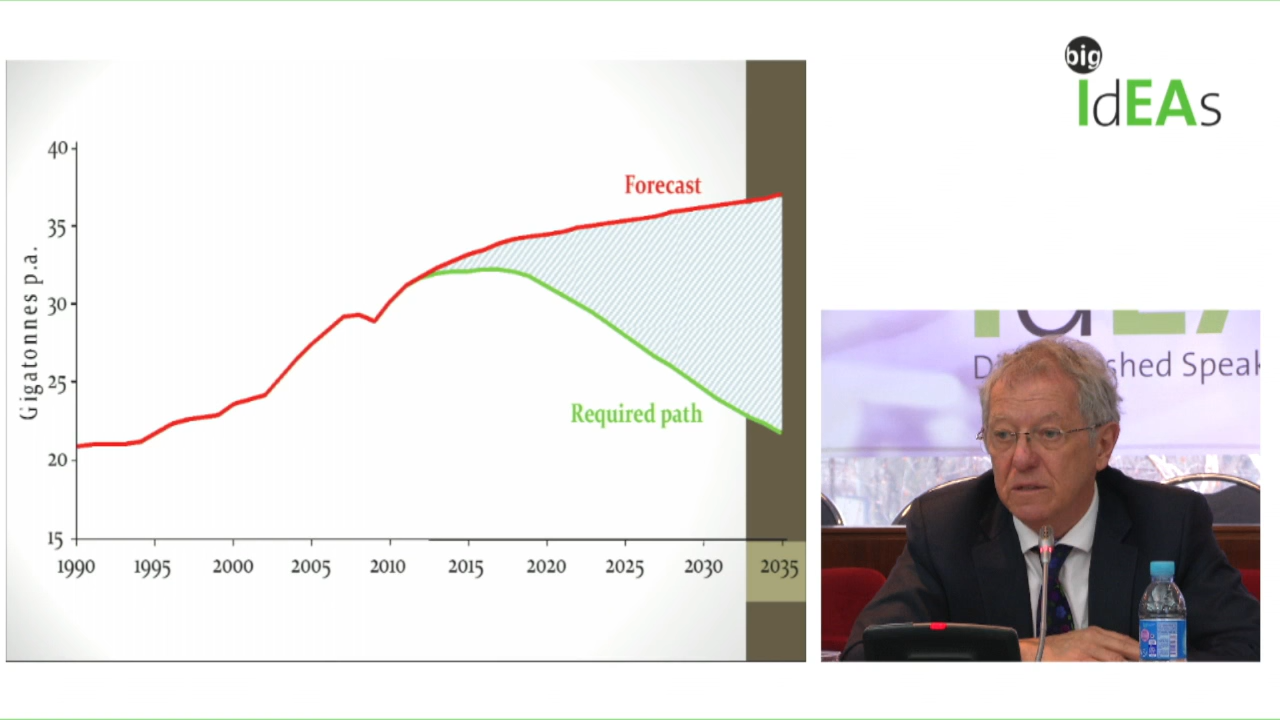 big
IdEAs
Forecast
Required path
Gigatonnes p.a.
40
35
30
25
20
15
1990 1995 2000 2005 2010 2015 2020 2025 2030 2035
shed Speak